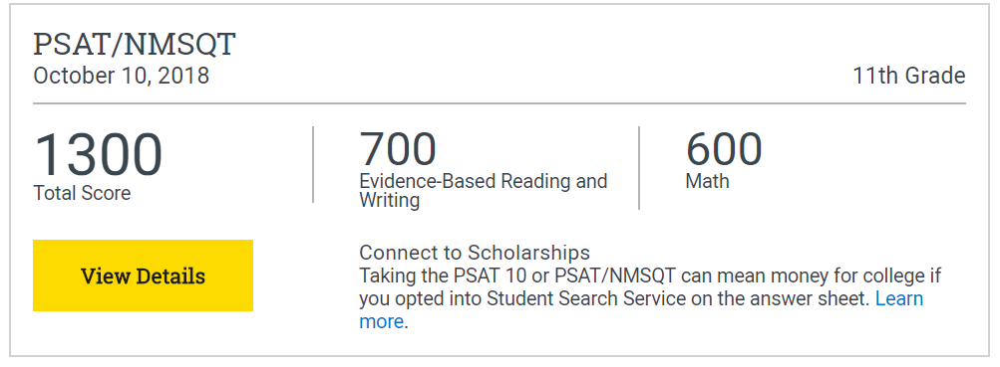 PSAT/NMSQT
October 10, 2018
11th Grade
1300
Total Score
700
Evidence-Based Reading and
Writing
600
Math
View Details
Connect to Scholarships
Taking the PSAT 10 or PSAT/NMSQT can mean money for college if
you opted into Student Search Service on the answer sheet. Learn
more.